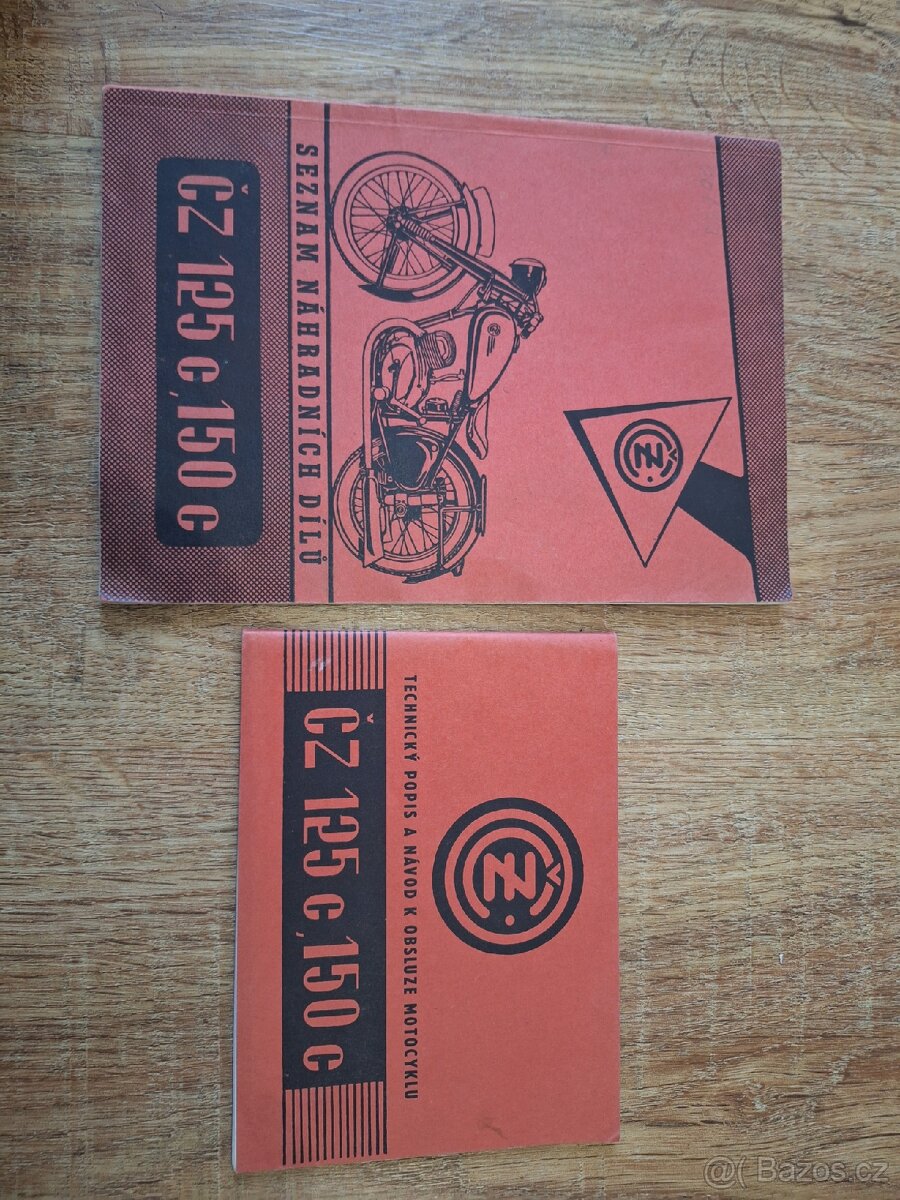 SEZNAM NÁHRADNÍCH DÍLŮ
ČZ 125 c, 150 c
ČZ
TECHNICKÝ POPIS A NÁVOD K OBSLUZE MOTOCYKLU
ČZ 125 c, 150 c
ČZ
@( Bazos.cz